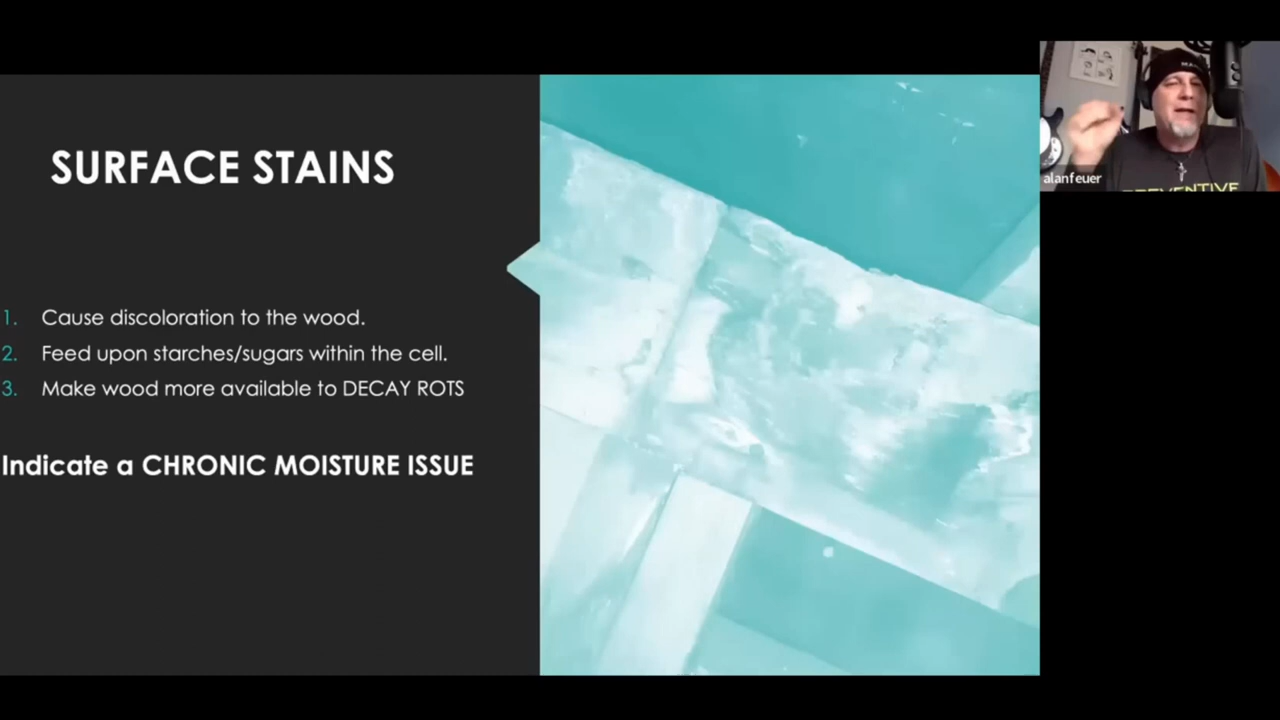 SURFACE STAINS
1. Cause discoloration to the wood.
2. Feed upon starches/sugars within the cell.
3. Make wood more available to DECAY ROTS
Indicate a CHRONIC MOISTURE ISSUE
alanfeuer